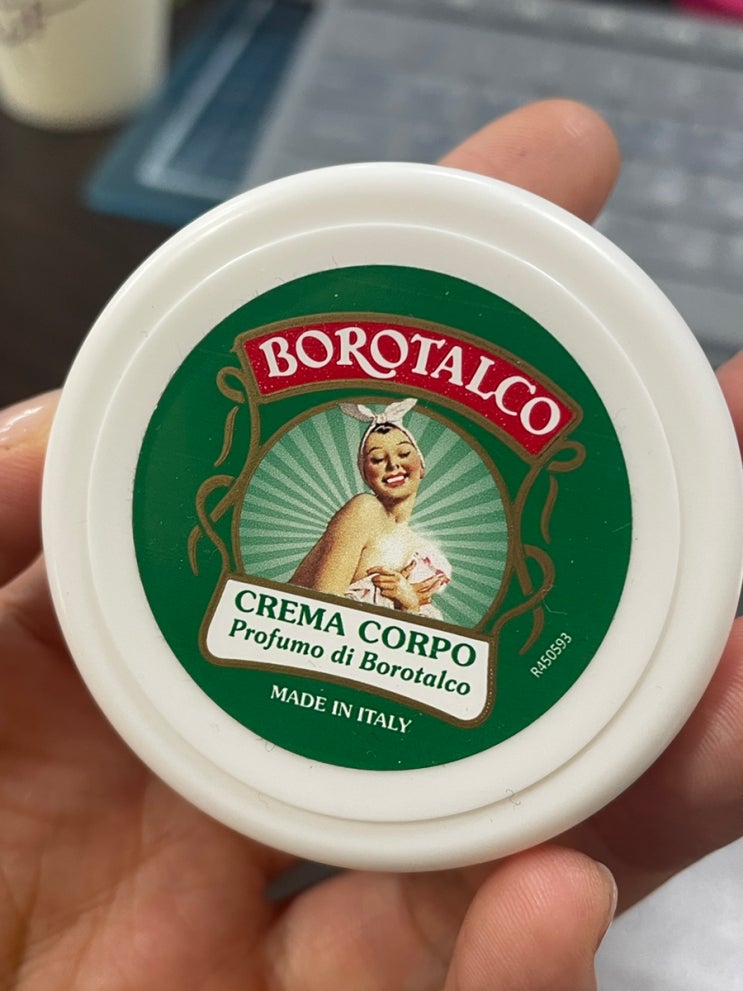 BOROTALCO
CREMA CORPO
Profumo di Borotalco
MADE IN ITALY
R450593